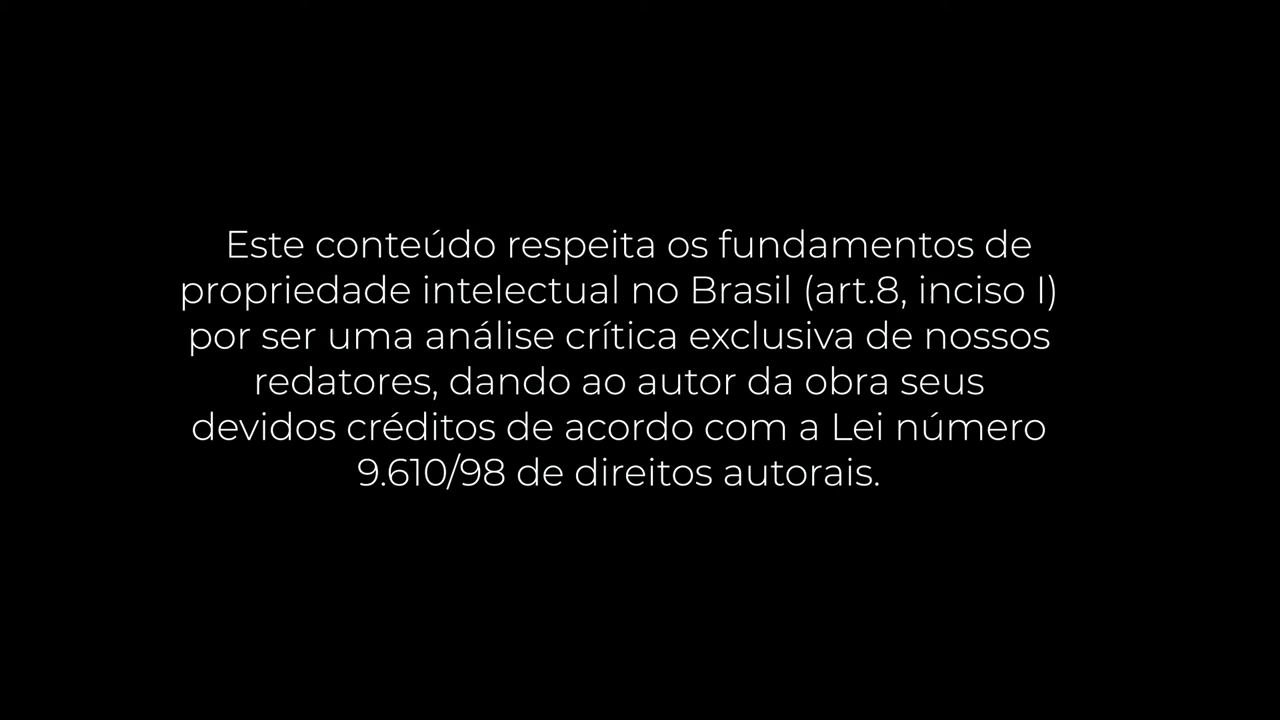 Este conteúdo respeita os fundamentos de
propriedade intelectual no Brasil (art.8, inciso I)
por ser uma análise crítica exclusiva de nossos
redatores, dando ao autor da obra seus
devidos créditos de acordo com a Lei número
9.610/98 de direitos autorais.